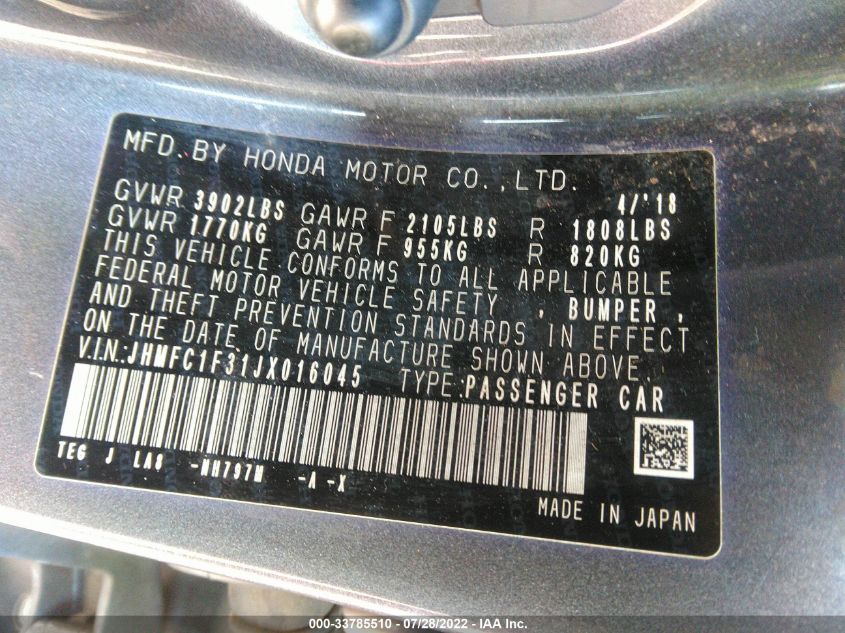 MFD. BY HONDA MOTOR CO.,LTD.
4/'18
GVWR 3902LBS GAWR F 2105LBS R 1808LBS
GVWR 1770KG GAWR F 955KG R 820KG
THIS VEHICLE CONFORMS TO ALL APPLICABLE
FEDERAL MOTOR VEHICLE SAFETY , BUMPER ,
AND THEFT PREVENTION STANDARDS IN EFFECT
ON THE DATE OF MANUFACTURE SHOWN ABOVE.
V.I.N.:JHMFC1F31JX016045 TYPE:PASSENGER CAR
TEG J LA8 -NH797M -A -X
MADE IN JAPAN
000-33785510 / 07/28/2022 - IAA Inc.